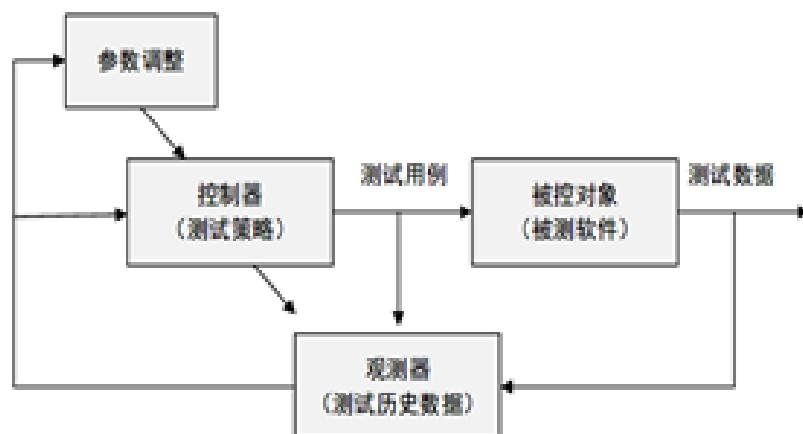 参数调整
控制器
（测试策略）
测试用例
被控对象
（被测软件）
测试数据
观测器
（测试历史数据）